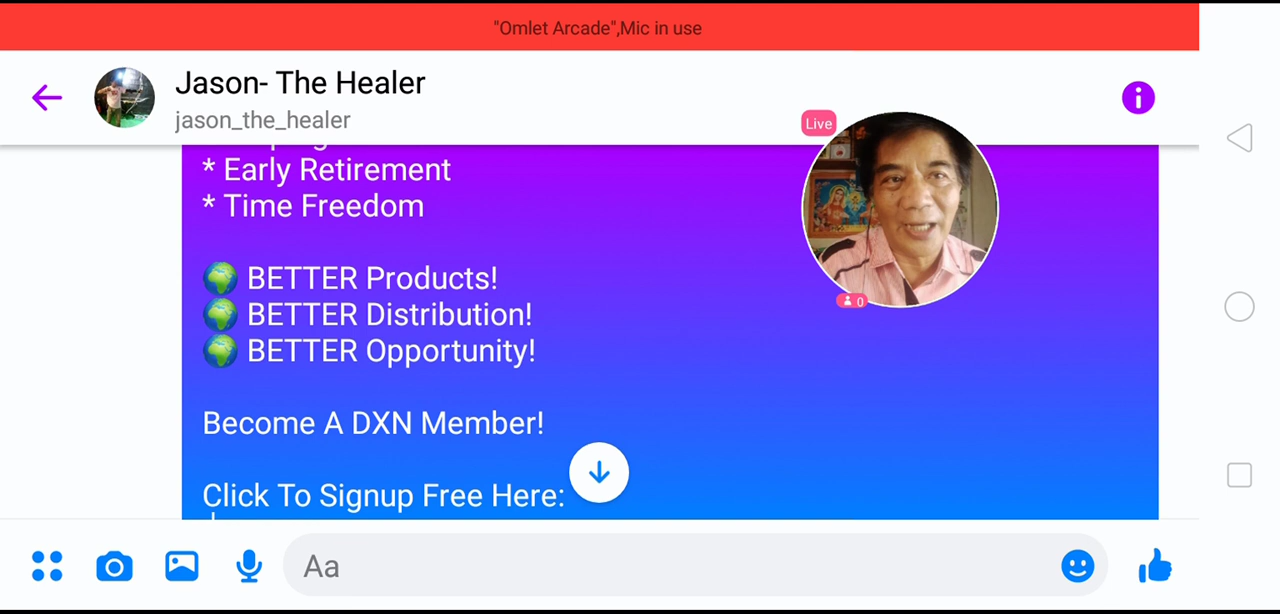 "Omlet Arcade",Mic in use
Jason- The Healer
jason_the_healer
Live
* Early Retirement
* Time Freedom
0
🌍 BETTER Products!
🌍 BETTER Distribution!
🌍 BETTER Opportunity!
Become A DXN Member!
Click To Signup Free Here:
Aa